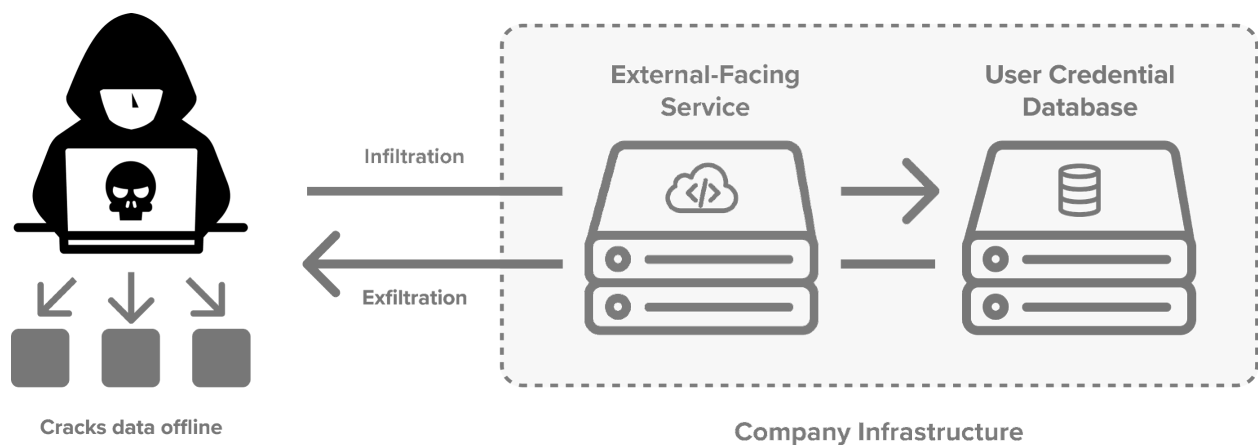 External-Facing
Service
User Credential
Database
Infiltration
Exfiltration
Cracks data offline
Company Infrastructure